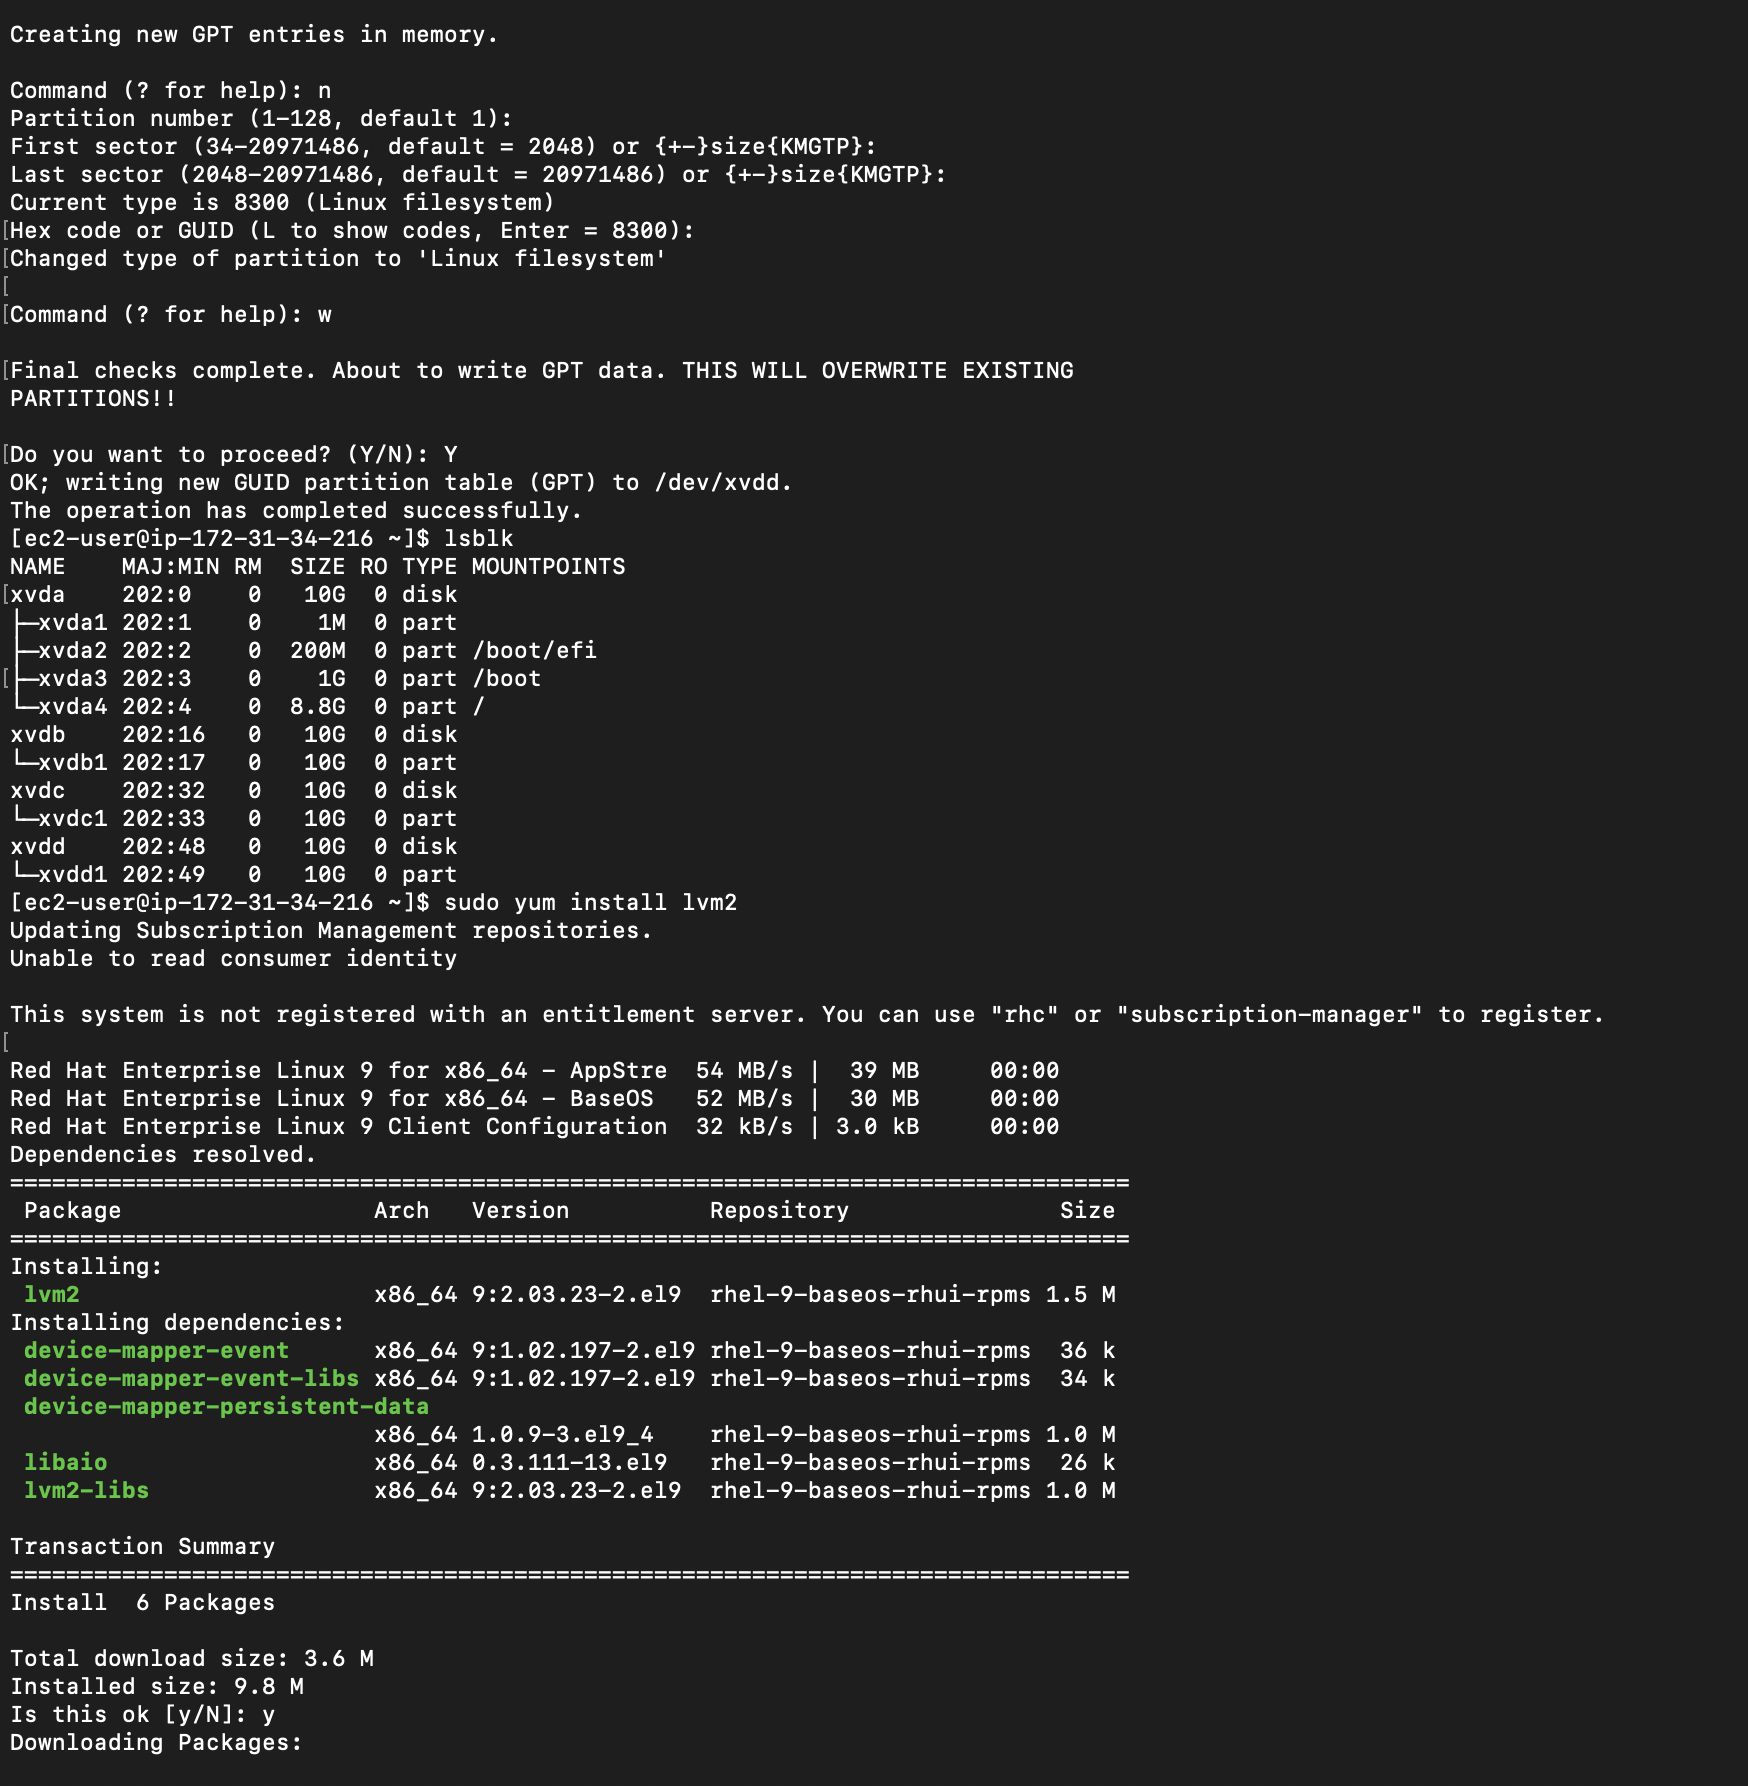 Creating new GPT entries in memory.

Command (? for help): n
Partition number (1-128, default 1):
First sector (34-20971486, default = 2048) or {+-}size{KMGTP}:
Last sector (2048-20971486, default = 20971486) or {+-}size{KMGTP}:
Current type is 8300 (Linux filesystem)
[Hex code or GUID (L to show codes, Enter = 8300):
[Changed type of partition to 'Linux filesystem'
[
[Command (? for help): w

[Final checks complete. About to write GPT data. THIS WILL OVERWRITE EXISTING
PARTITIONS!!

[Do you want to proceed? (Y/N): Y
OK; writing new GUID partition table (GPT) to /dev/xvdd.
The operation has completed successfully.
[ec2-user@ip-172-31-34-216 ~]$ lsblk
NAME    MAJ:MIN RM  SIZE RO TYPE MOUNTPOINTS
[xvda    202:0    0   10G  0 disk
├─xvda1 202:1    0    1M  0 part
├─xvda2 202:2    0  200M  0 part /boot/efi
[├─xvda3 202:3    0    1G  0 part /boot
└─xvda4 202:4    0  8.8G  0 part /
xvdb    202:16   0   10G  0 disk
└─xvdb1 202:17   0   10G  0 part
xvdc    202:32   0   10G  0 disk
└─xvdc1 202:33   0   10G  0 part
xvdd    202:48   0   10G  0 disk
└─xvdd1 202:49   0   10G  0 part
[ec2-user@ip-172-31-34-216 ~]$ sudo yum install lvm2
Updating Subscription Management repositories.
Unable to read consumer identity

This system is not registered with an entitlement server. You can use "rhc" or "subscription-manager" to register.
[
Red Hat Enterprise Linux 9 for x86_64 - AppStre  54 MB/s |  39 MB     00:00
Red Hat Enterprise Linux 9 for x86_64 - BaseOS   52 MB/s |  30 MB     00:00
Red Hat Enterprise Linux 9 Client Configuration  32 kB/s | 3.0 kB     00:00
Dependencies resolved.
================================================================================
 Package                  Arch   Version          Repository               Size
================================================================================
Installing:
 lvm2                     x86_64 9:2.03.23-2.el9  rhel-9-baseos-rhui-rpms 1.5 M
Installing dependencies:
 device-mapper-event      x86_64 9:1.02.197-2.el9 rhel-9-baseos-rhui-rpms  36 k
 device-mapper-event-libs x86_64 9:1.02.197-2.el9 rhel-9-baseos-rhui-rpms  34 k
 device-mapper-persistent-data
                          x86_64 1.0.9-3.el9_4    rhel-9-baseos-rhui-rpms 1.0 M
 libaio                   x86_64 0.3.111-13.el9   rhel-9-baseos-rhui-rpms  26 k
 lvm2-libs                x86_64 9:2.03.23-2.el9  rhel-9-baseos-rhui-rpms 1.0 M

Transaction Summary
================================================================================
Install  6 Packages

Total download size: 3.6 M
Installed size: 9.8 M
Is this ok [y/N]: y
Downloading Packages: